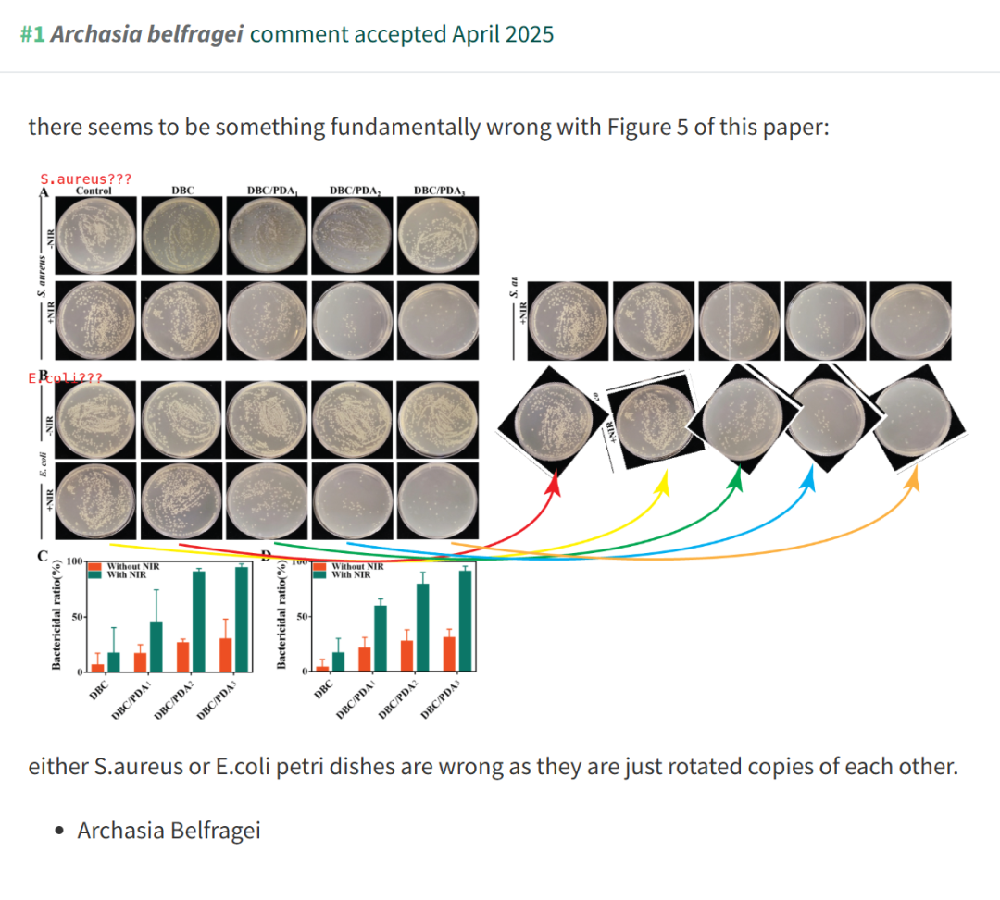 #1 Archasia belfragei comment accepted April 2025
there seems to be something fundamentally wrong with Figure 5 of this paper:
S.aureus???
A Control DBC DBC/PDA₁ DBC/PDA₂ DBC/PDA₃
-NIR
S. aureus
+NIR
S. au
+NIR
B
E.coli???
-NIR
E. coli
+NIR
co
+NIR
C
100
50
0
Bactericidal ratio(%)
Without NIR
With NIR
DBC
DBC/PDA¹
DBC/PDA²
DBC/PDA³
D
100
50
0
Bactericidal ratio(%)
Without NIR
With NIR
DBC
DBC/PDA¹
DBC/PDA²
DBC/PDA³
either S.aureus or E.coli petri dishes are wrong as they are just rotated copies of each other.
• Archasia Belfragei